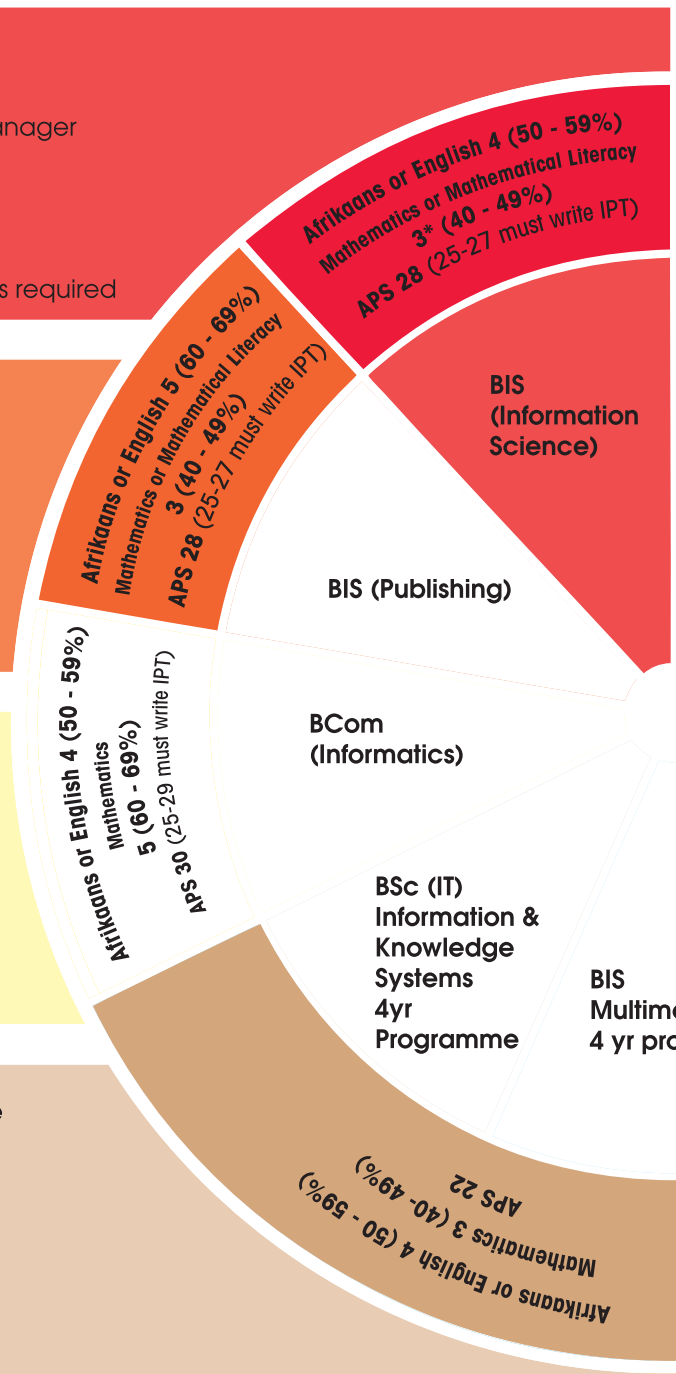 anager
s required
Afrikaans or English 4 (50 - 59%)
Mathematics or Mathematical Literacy
3* (40 - 49%)
APS 28 (25-27 must write IPT)
BIS
(Information
Science)
Afrikaans or English 5 (60 - 69%)
Mathematics or Mathematical Literacy
3 (40 - 49%)
APS 28 (25-27 must write IPT)
BIS (Publishing)
Afrikaans or English 4 (50 - 59%)
Mathematics
5 (60 - 69%)
APS 30 (25-29 must write IPT)
BCom
(Informatics)
BSc (IT)
Information &
Knowledge
Systems
4yr
Programme
BIS
Multime
4 yr pro
e
Afrikaans or English 4 (50 - 59%)
Mathematics 3 (40- 49%)
APS 22